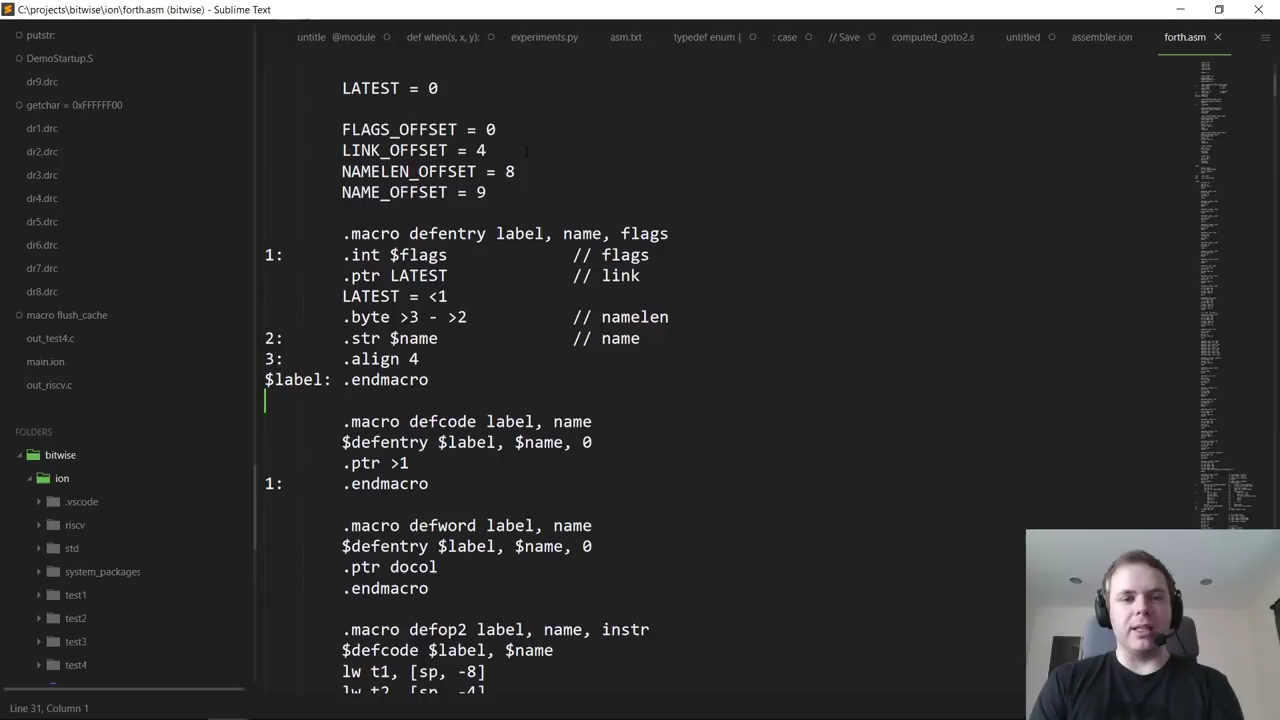 C:\projects\bitwise\ion\forth.asm (bitwise) - Sublime Text
untitle @module def when(s, x, y): experiments.py asm.txt typedef enum { : case // Save computed_goto2.s untitled assembler.ion forth.asm
putstr:
DemoStartup.S
dr9.drc
getchar = 0xFFFFFF00
dr1.drc
dr2.drc
dr3.drc
dr4.drc
dr5.drc
dr6.drc
dr7.drc
dr8.drc
macro flush_cache
out_test4.c
main.ion
out_riscv.c
FOLDERS
bitwise
ion
.vscode
riscv
std
system_packages
test1
test2
test3
test4
LATEST = 0
FLAGS_OFFSET = 0
LINK_OFFSET = 4
NAMELEN_OFFSET = 8
NAME_OFFSET = 9
.macro defentry label, name, flags
1: .int $flags // flags
.ptr LATEST // link
LATEST = <1
.byte >3 - >2 // namelen
2: .str $name // name
3: .align 4
$label: .endmacro
.macro defcode label, name
$defentry $label, $name, 0
.ptr >1
1: .endmacro
.macro defword label, name
$defentry $label, $name, 0
.ptr docol
.endmacro
.macro defop2 label, name, instr
$defcode $label, $name
lw t1, [sp, -8]
lw t2, [sp, -4]
Line 31, Column 1